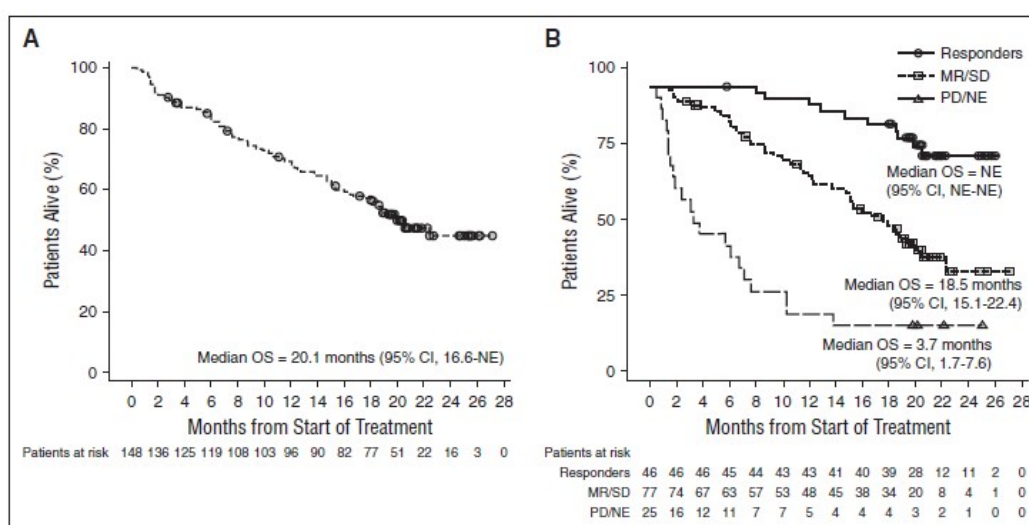 A
100
80
60
40
20
0
Patients Alive (%)
Median OS = 20.1 months (95% CI, 16.6-NE)
0 2 4 6 8 10 12 14 16 18 20 22 24 26 28
Months from Start of Treatment
Patients at risk 148 136 125 119 108 103 96 90 82 77 51 22 16 3 0
B
Responders
MR/SD
PD/NE
100
75
50
25
0
Patients Alive (%)
Median OS = NE
(95% CI, NE-NE)
Median OS = 18.5 months
(95% CI, 15.1-22.4)
Median OS = 3.7 months
(95% CI, 1.7-7.6)
0 2 4 6 8 10 12 14 16 18 20 22 24 26 28
Months from Start of Treatment
Patients at risk
Responders 46 46 46 45 44 43 43 41 40 39 28 12 11 2 0
MR/SD 77 74 67 63 57 53 48 45 38 34 20 8 4 1 0
PD/NE 25 16 12 11 7 7 5 4 4 4 3 2 1 0 0